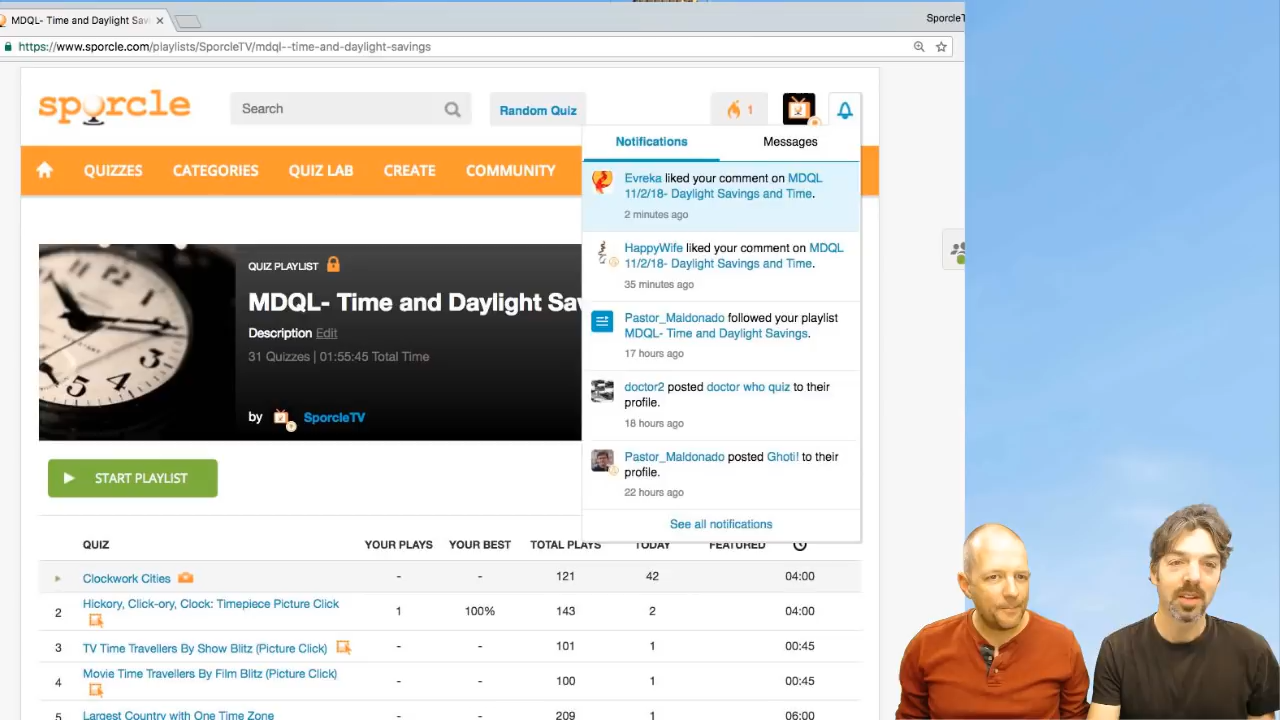 MDQL- Time and Daylight Savi
SporcleT
https://www.sporcle.com/playlists/SporcleTV/mdql--time-and-daylight-savings
sporcle
Search
Random Quiz
1
Notifications
Messages
QUIZZES
CATEGORIES
QUIZ LAB
CREATE
COMMUNITY
Evreka liked your comment on MDQL
11/2/18- Daylight Savings and Time.
2 minutes ago
HappyWife liked your comment on MDQL
11/2/18- Daylight Savings and Time.
35 minutes ago
Pastor_Maldonado followed your playlist
MDQL- Time and Daylight Savings.
17 hours ago
doctor2 posted doctor who quiz to their
profile.
18 hours ago
Pastor_Maldonado posted Ghoti! to their
profile.
22 hours ago
See all notifications
QUIZ PLAYLIST
MDQL- Time and Daylight Sav
Description Edit
31 Quizzes | 01:55:45 Total Time
by SporcleTV
START PLAYLIST
QUIZ YOUR PLAYS YOUR BEST TOTAL PLAYS TODAY FEATURED
Clockwork Cities - - 121 42 04:00
2 Hickory, Click-ory, Clock: Timepiece Picture Click 1 100% 143 2 04:00
3 TV Time Travellers By Show Blitz (Picture Click) - - 101 1 00:45
4 Movie Time Travellers By Film Blitz (Picture Click) - - 100 1 00:45
5 Largest Country with One Time Zone - - 209 1 06:00